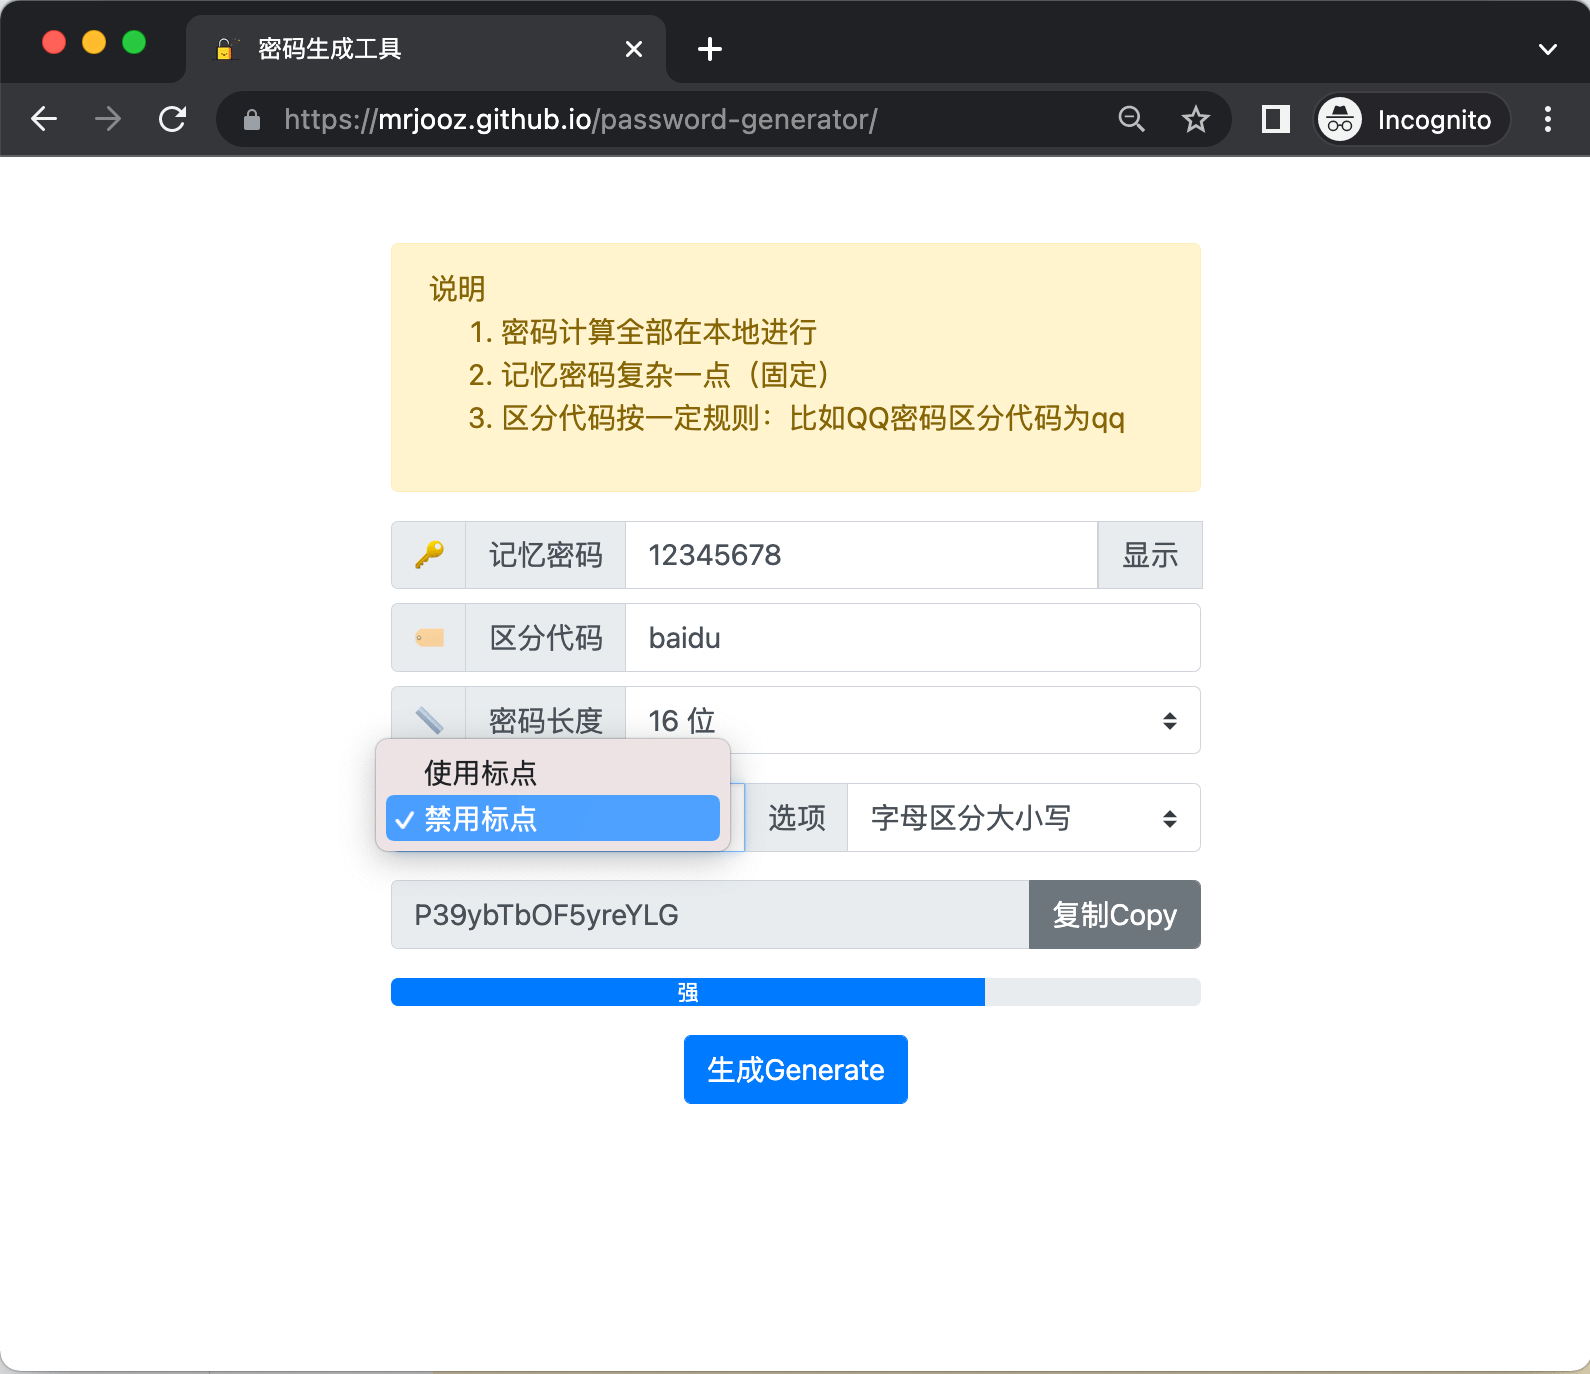 密码生成工具
https://mrjooz.github.io/password-generator/
Incognito
说明
1. 密码计算全部在本地进行
2. 记忆密码复杂一点（固定）
3. 区分代码按一定规则：比如QQ密码区分代码为qq
记忆密码 12345678 显示
区分代码 baidu
密码长度 16 位
使用标点
禁用标点 选项 字母区分大小写
P39ybTbOF5yreYLG 复制Copy
强
生成Generate